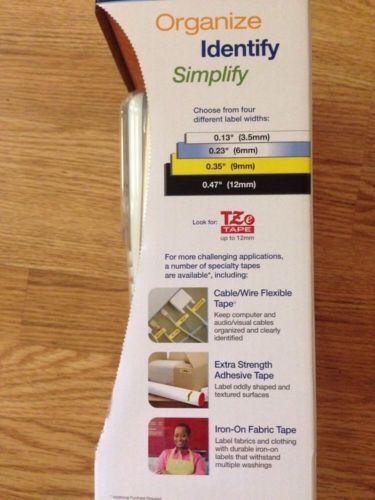 Organize
Identify
Simplify
Choose from four
different label widths:
0.13" (3.5mm)
0.23" (6mm)
0.35" (9mm)
0.47" (12mm)
Look for: TZe
TAPE
up to 12mm
For more challenging applications,
a number of specialty tapes
are available*, including:
Cable/Wire Flexible
Tape
Keep computer and
audio/visual cables
organized and clearly
identified
Extra Strength
Adhesive Tape
Label oddly shaped and
textured surfaces
Iron-On Fabric Tape
Label fabrics and clothing
with durable iron-on
labels that withstand
multiple washings
* Additional Purchase Required